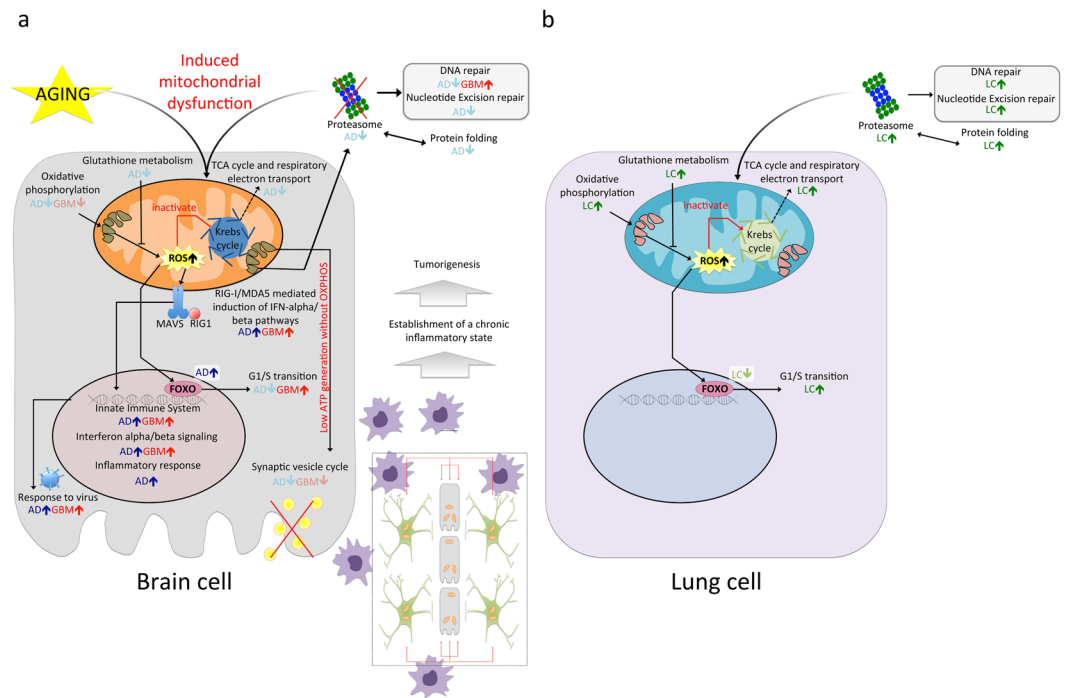 a
AGING
Induced
mitochondrial
dysfunction
Proteasome
AD↓
DNA repair
AD↓GBM↑
Nucleotide Excision repair
AD↓
Protein folding
AD↓
Glutathione metabolism
AD↓
Oxidative
phosphorylation
AD↓GBM↓
TCA cycle and respiratory
electron transport
AD↓
inactivate
Krebs
cycle
ROS↑
MAVS
RIG1
RIG-I/MDA5 mediated
induction of IFN-alpha/
beta pathways
AD↑GBM↑
Low ATP generation without OXPHOS
AD↑
FOXO
G1/S transition
AD↓GBM↑
Innate Immune System
AD↑GBM↑
Interferon alpha/beta signaling
AD↑GBM↑
Inflammatory response
AD↑
Response to virus
AD↑GBM↑
Synaptic vesicle cycle
AD↓GBM↓
Brain cell
Tumorigenesis
Establishment of a chronic
inflammatory state
b
Proteasome
LC↑
DNA repair
LC↑
Nucleotide Excision repair
LC↑
Protein folding
LC↑
Glutathione metabolism
LC↑
Oxidative
phosphorylation
LC↑
TCA cycle and respiratory
electron transport
LC↑
inactivate
Krebs
cycle
ROS↑
LC↓
FOXO
G1/S transition
LC↑
Lung cell